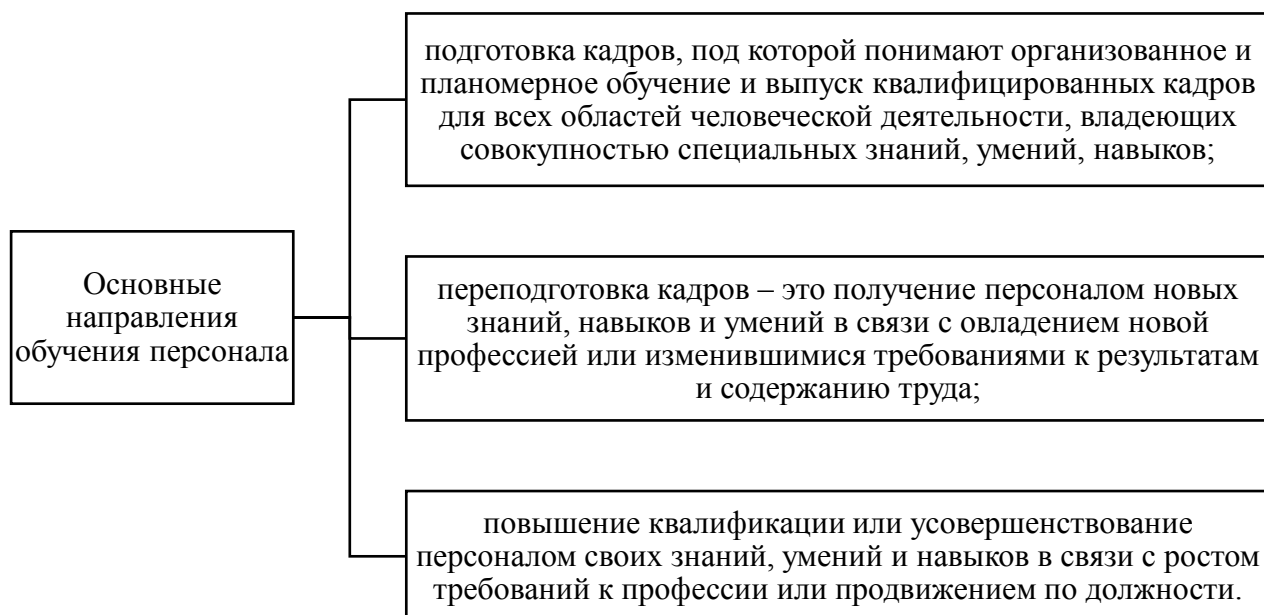 подготовка кадров, под которой понимают организованное и
планомерное обучение и выпуск квалифицированных кадров
для всех областей человеческой деятельности, владеющих
совокупностью специальных знаний, умений, навыков;
Основные
направления
обучения персонала
переподготовка кадров – это получение персоналом новых
знаний, навыков и умений в связи с овладением новой
профессией или изменившимися требованиями к результатам
и содержанию труда;
повышение квалификации или усовершенствование
персоналом своих знаний, умений и навыков в связи с ростом
требований к профессии или продвижением по должности.